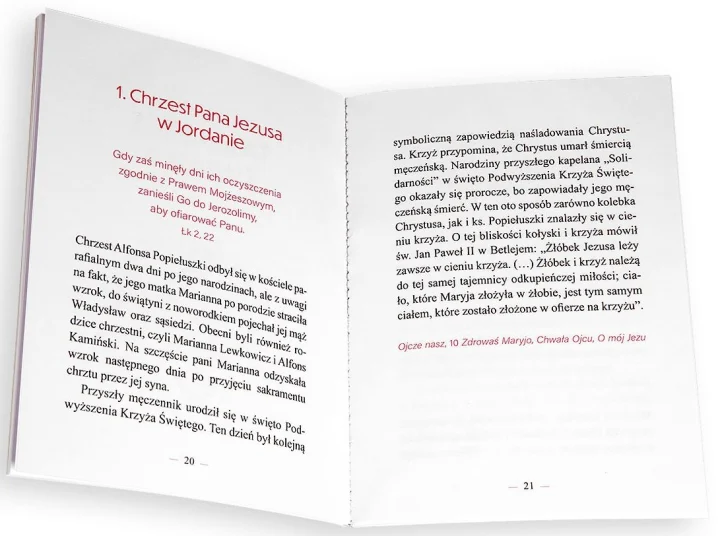 1. Chrzest Pana Jezusa
w Jordanie
Gdy zaś minęły dni ich oczyszczenia
zgodnie z Prawem Mojżeszowym,
zanieśli Go do Jerozolimy,
aby ofiarować Panu.
Łk 2, 22
Chrzest Alfonsa Popiełuszki odbył się w kościele pa-
rafialnym dwa dni po jego narodzinach, ale z uwagi
na fakt, że jego matka Marianna po porodzie straciła
wzrok, do świątyni z noworodkiem pojechał jej mąż
Władysław oraz sąsiedzi. Obecni byli również ro-
dzice chrzestni, czyli Marianna Lewkowicz i Alfons
Kamiński. Na szczęście pani Marianna odzyskała
wzrok następnego dnia po przyjęciu sakramentu
chrztu przez jej syna.
Przyszły męczennik urodził się w święto Pod-
wyższenia Krzyża Świętego. Ten dzień był kolejną
— 20 —
symboliczną zapowiedzią naśladowania Chrystu-
sa. Krzyż przypomina, że Chrystus umarł śmiercią
męczeńską. Narodziny przyszłego kapelana „Soli-
darności” w święto Podwyższenia Krzyża Święte-
go okazały się prorocze, bo zapowiadały jego mę-
czeńską śmierć. W ten oto sposób zarówno kolebka
Chrystusa, jak i ks. Popiełuszki znalazły się w cie-
niu krzyża. O tej bliskości kołyski i krzyża mówił
św. Jan Paweł II w Betlejem: „Żłóbek Jezusa leży
zawsze w cieniu krzyża. (…) Żłóbek i krzyż należą
do tej samej tajemnicy odkupieńczej miłości; cia-
ło, które Maryja złożyła w żłobie, jest tym samym
ciałem, które zostało złożone w ofierze na krzyżu”.
Ojcze nasz, 10 Zdrowaś Maryjo, Chwała Ojcu, O mój Jezu
— 21 —